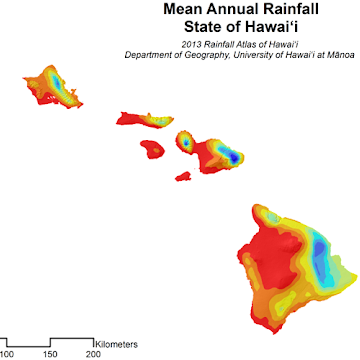 Mean Annual Rainfall
State of Hawai‘i
2013 Rainfall Atlas of Hawai‘i
Department of Geography, University of Hawai‘i at Mānoa
Kilometers
100 150 200